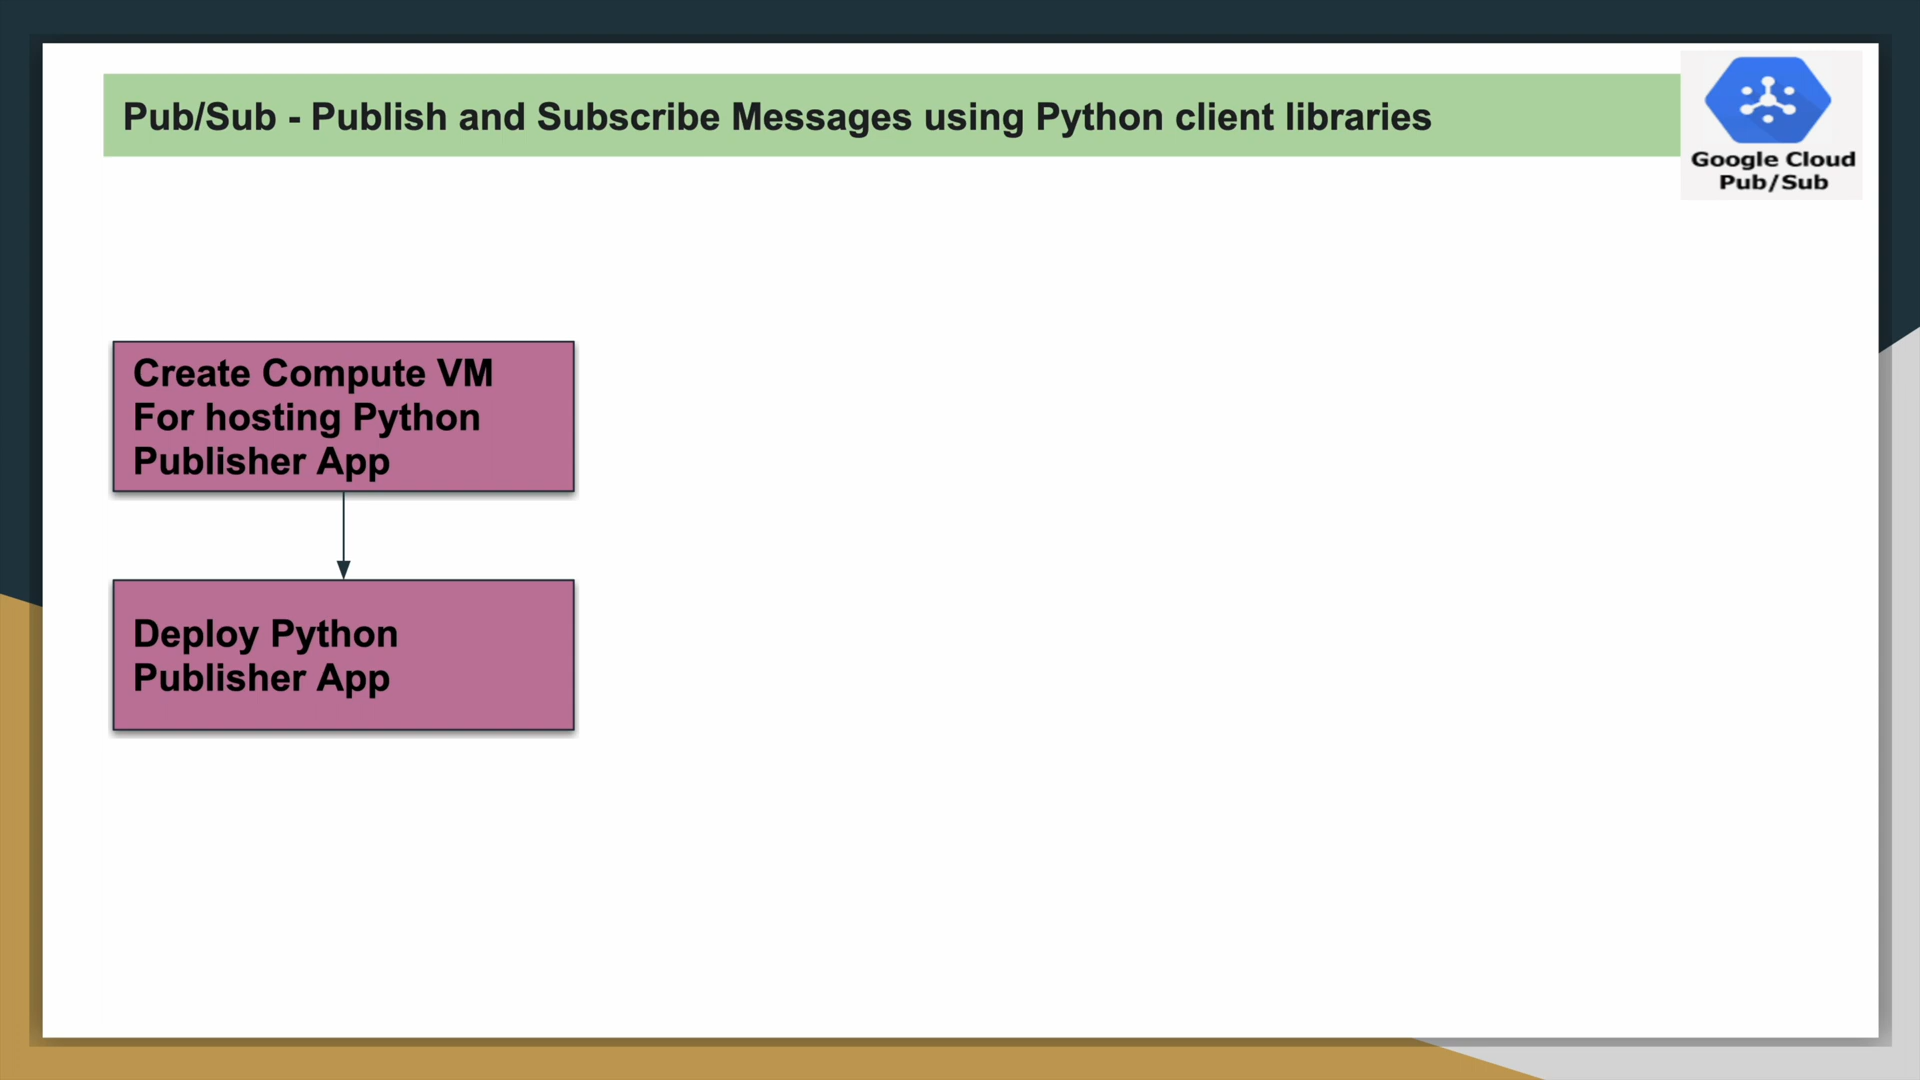 Pub/Sub - Publish and Subscribe Messages using Python client libraries
Google Cloud
Pub/Sub
Create Compute VM
For hosting Python
Publisher App
Deploy Python
Publisher App